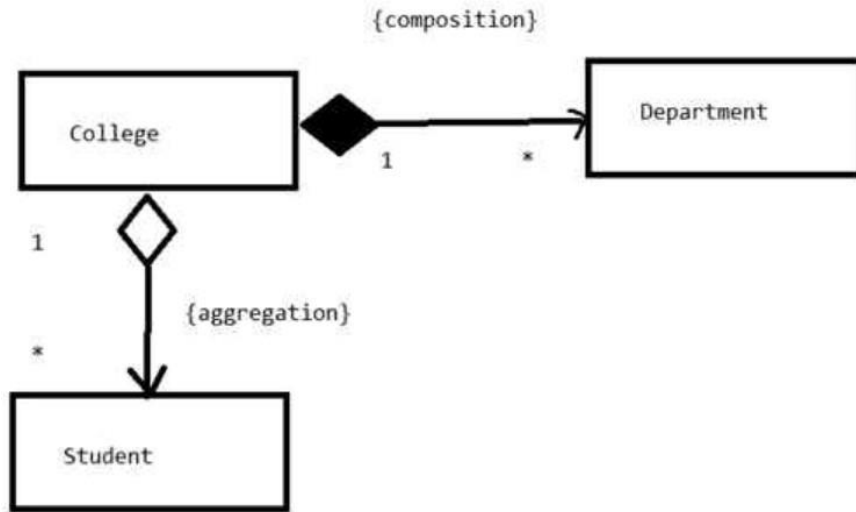 {composition}
College
Department
1
*
1
{aggregation}
*
Student